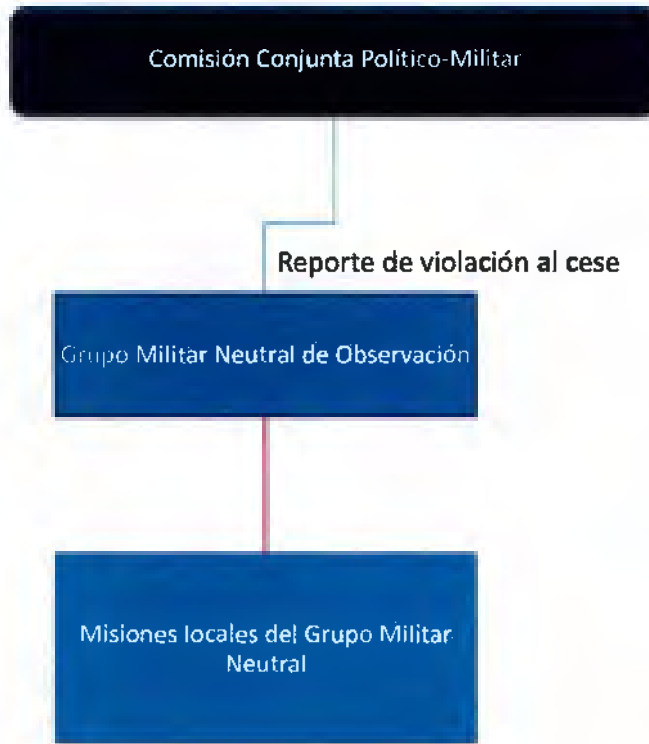 Comisión Conjunta Político-Militar
Reporte de violación al cese
Grupo Militar Neutral de Observación
Misiones locales del Grupo Militar
Neutral